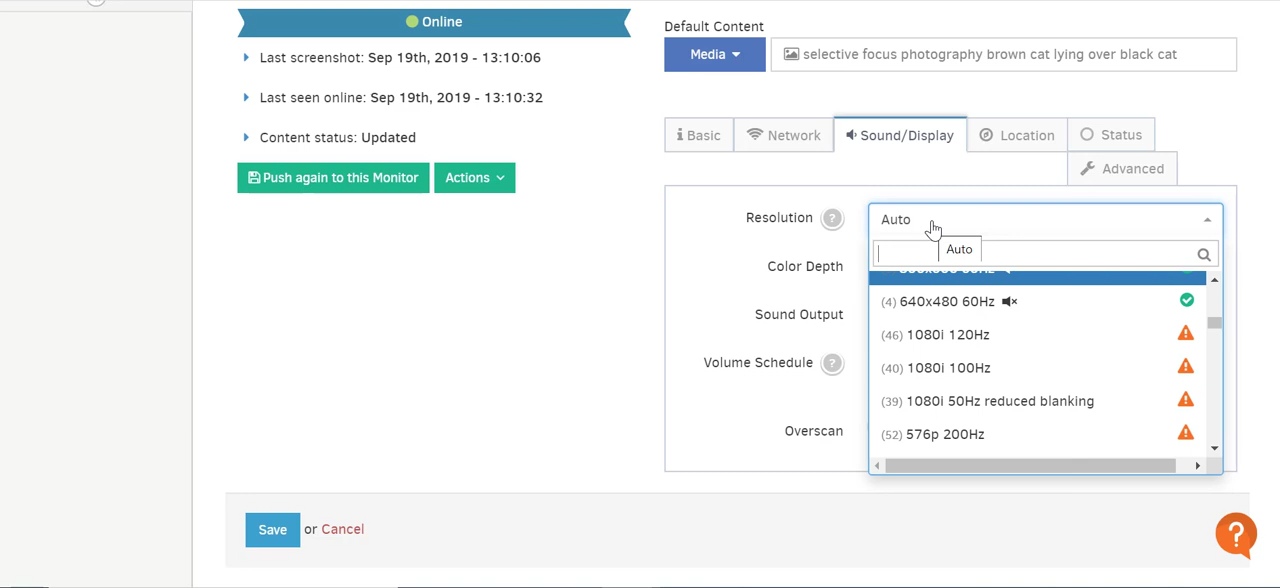 Online
Last screenshot: Sep 19th, 2019 - 13:10:06
Last seen online: Sep 19th, 2019 - 13:10:32
Content status: Updated
Push again to this Monitor
Actions
Default Content
Media
selective focus photography brown cat lying over black cat
Basic
Network
Sound/Display
Location
Status
Advanced
Resolution ?
Auto
Auto
Color Depth
Sound Output
Volume Schedule ?
Overscan
(4) 640x480 60Hz
(46) 1080i 120Hz
(40) 1080i 100Hz
(39) 1080i 50Hz reduced blanking
(52) 576p 200Hz
Save or Cancel
?